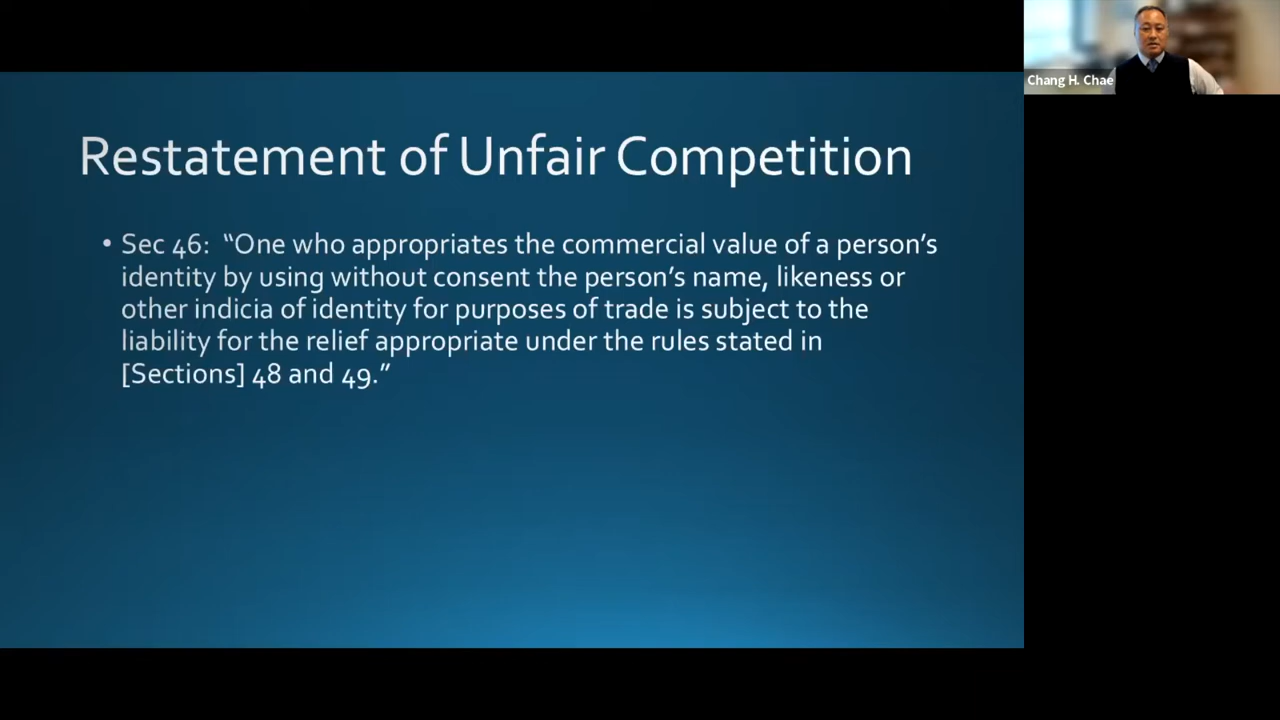 Restatement of Unfair Competition
• Sec 46: “One who appropriates the commercial value of a person’s
identity by using without consent the person’s name, likeness or
other indicia of identity for purposes of trade is subject to the
liability for the relief appropriate under the rules stated in
[Sections] 48 and 49.”
Chang H. Chae